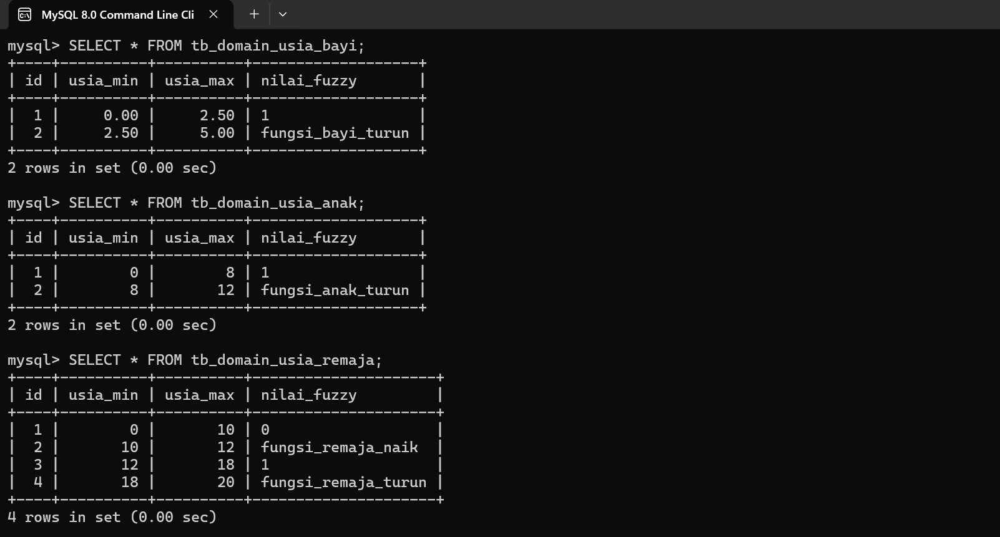 MySQL 8.0 Command Line Cli
mysql> SELECT * FROM tb_domain_usia_bayi;
+----+----------+----------+-------------------+
| id | usia_min | usia_max | nilai_fuzzy       |
+----+----------+----------+-------------------+
|  1 |     0.00 |     2.50 | 1                 |
|  2 |     2.50 |     5.00 | fungsi_bayi_turun |
+----+----------+----------+-------------------+
2 rows in set (0.00 sec)
mysql> SELECT * FROM tb_domain_usia_anak;
+----+----------+----------+-------------------+
| id | usia_min | usia_max | nilai_fuzzy       |
+----+----------+----------+-------------------+
|  1 |        0 |        8 | 1                 |
|  2 |        8 |       12 | fungsi_anak_turun |
+----+----------+----------+-------------------+
2 rows in set (0.00 sec)
mysql> SELECT * FROM tb_domain_usia_remaja;
+----+----------+----------+---------------------+
| id | usia_min | usia_max | nilai_fuzzy         |
+----+----------+----------+---------------------+
|  1 |        0 |       10 | 0                   |
|  2 |       10 |       12 | fungsi_remaja_naik  |
|  3 |       12 |       18 | 1                   |
|  4 |       18 |       20 | fungsi_remaja_turun |
+----+----------+----------+---------------------+
4 rows in set (0.00 sec)